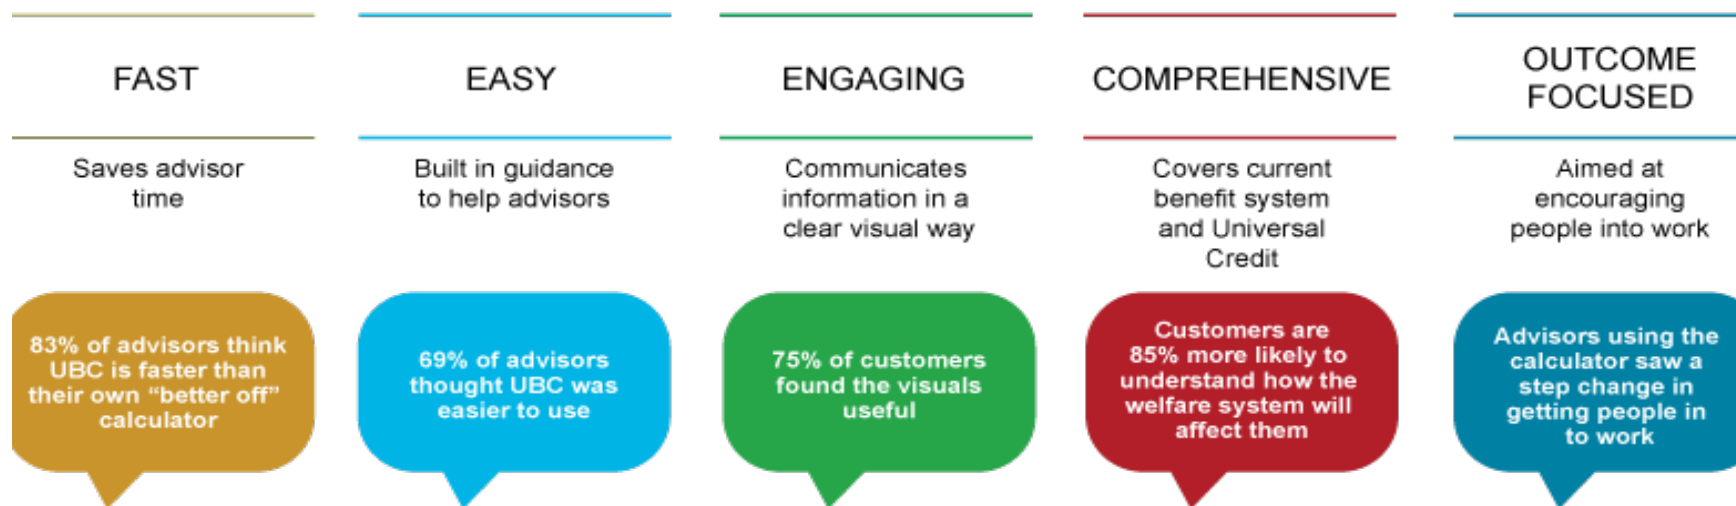 FAST
Saves advisor
time
83% of advisors think
UBC is faster than
their own “better off”
calculator
EASY
Built in guidance
to help advisors
69% of advisors
thought UBC was
easier to use
ENGAGING
Communicates
information in a
clear visual way
75% of customers
found the visuals
useful
COMPREHENSIVE
Covers current
benefit system
and Universal
Credit
Customers are
85% more likely to
understand how the
welfare system will
affect them
OUTCOME
FOCUSED
Aimed at
encouraging
people into work
Advisors using the
calculator saw a
step change in
getting people in
to work